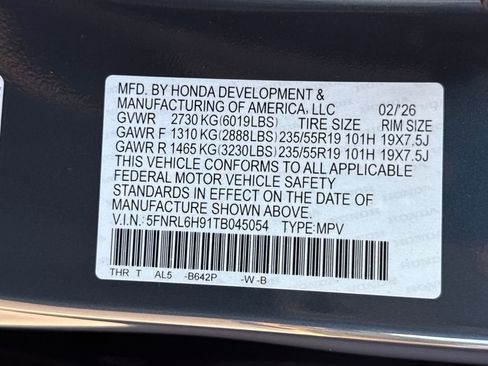 MFD. BY HONDA DEVELOPMENT &
MANUFACTURING OF AMERICA, LLC 02/'26
GVWR 2730 KG(6019LBS) TIRE SIZE RIM SIZE
GAWR F 1310 KG(2888LBS) 235/55R19 101H 19X7.5J
GAWR R 1465 KG(3230LBS) 235/55R19 101H 19X7.5J
THIS VEHICLE CONFORMS TO ALL APPLICABLE
FEDERAL MOTOR VEHICLE SAFETY
STANDARDS IN EFFECT ON THE DATE OF
MANUFACTURE SHOWN ABOVE.
V.I.N.: 5FNRL6H91TB045054 TYPE: MPV
THR T AL5 -B642P -W -B